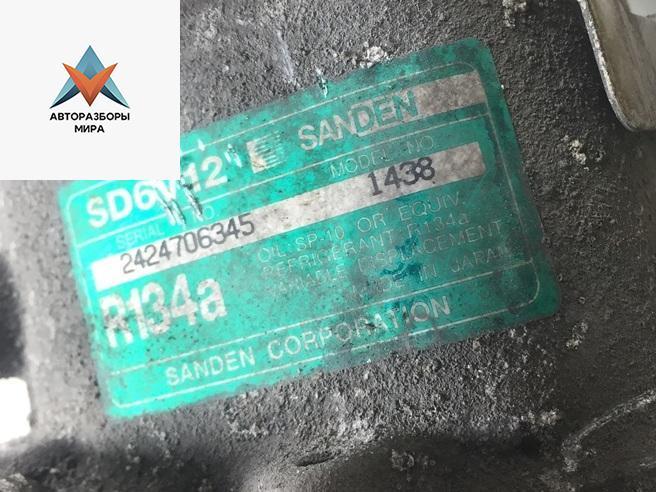 АВТОРАЗБОРЫ
МИРА
SANDEN
SD6V12
MODEL NO
1438
SERIAL NO
2424706345
OIL SP-10 OR EQUIV.
REFRIGERANT R134a
VARIABLE DISPLACEMENT
MADE IN JAPAN
R134a
SANDEN CORPORATION